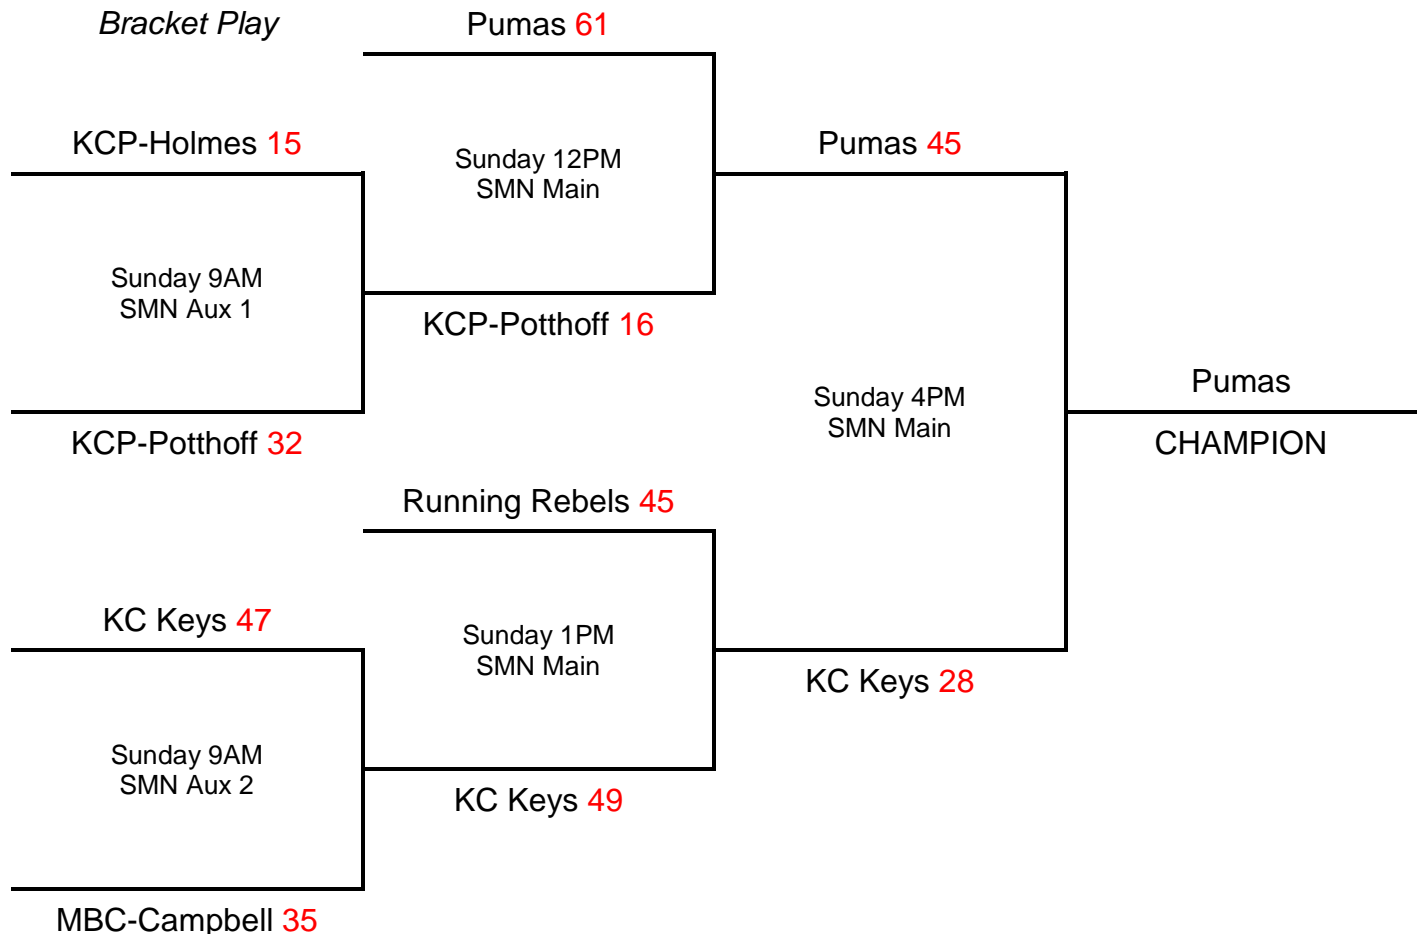 Bracket Play
Pumas 61
KCP-Holmes 15
Sunday 12PM
SMN Main
Pumas 45
Sunday 9AM
SMN Aux 1
KCP-Potthoff 16
KCP-Potthoff 32
Sunday 4PM
SMN Main
Pumas
CHAMPION
Running Rebels 45
KC Keys 47
Sunday 1PM
SMN Main
KC Keys 28
Sunday 9AM
SMN Aux 2
KC Keys 49
MBC-Campbell 35